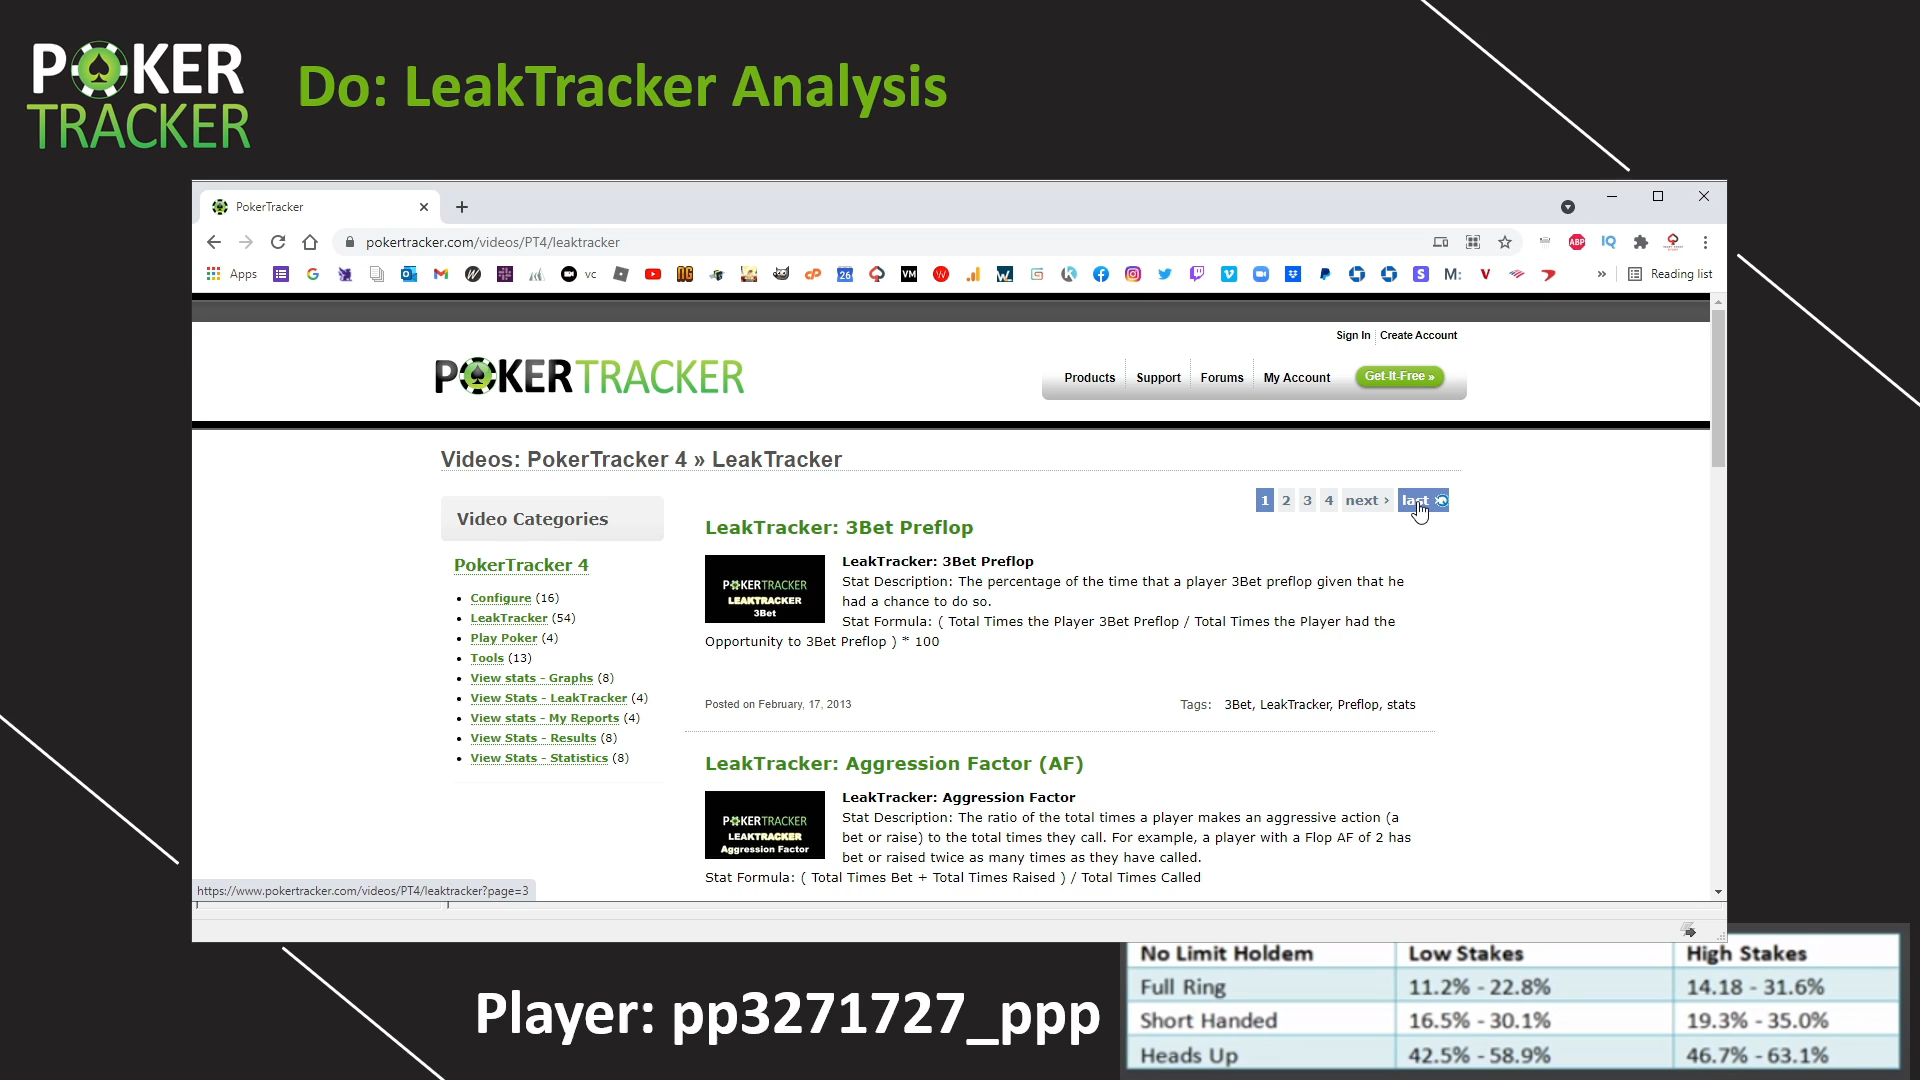 POKER
TRACKER
Do: LeakTracker Analysis
PokerTracker
pokertracker.com/videos/PT4/leaktracker
ABP
IQ
Apps
vc
26
VM
M:
»
Reading list
Sign In
Create Account
POKERTRACKER
Products
Support
Forums
My Account
Get-It-Free »
Videos: PokerTracker 4 » LeakTracker
1 2 3 4 next › last »
Video Categories
PokerTracker 4
Configure (16)
LeakTracker (54)
Play Poker (4)
Tools (13)
View stats - Graphs (8)
View Stats - LeakTracker (4)
View stats - My Reports (4)
View Stats - Results (8)
View Stats - Statistics (8)
LeakTracker: 3Bet Preflop
POKERTRACKER
LEAKTRACKER
3Bet
LeakTracker: 3Bet Preflop
Stat Description: The percentage of the time that a player 3Bet preflop given that he
had a chance to do so.
Stat Formula: ( Total Times the Player 3Bet Preflop / Total Times the Player had the
Opportunity to 3Bet Preflop ) * 100
Posted on February, 17, 2013
Tags: 3Bet, LeakTracker, Preflop, stats
LeakTracker: Aggression Factor (AF)
POKERTRACKER
LEAKTRACKER
Aggression Factor
LeakTracker: Aggression Factor
Stat Description: The ratio of the total times a player makes an aggressive action (a
bet or raise) to the total times they call. For example, a player with a Flop AF of 2 has
bet or raised twice as many times as they have called.
Stat Formula: ( Total Times Bet + Total Times Raised ) / Total Times Called
https://www.pokertracker.com/videos/PT4/leaktracker?page=3
Player: pp3271727_ppp
No Limit Holdem Low Stakes High Stakes
Full Ring 11.2% - 22.8% 14.18 - 31.6%
Short Handed 16.5% - 30.1% 19.3% - 35.0%
Heads Up 42.5% - 58.9% 46.7% - 63.1%